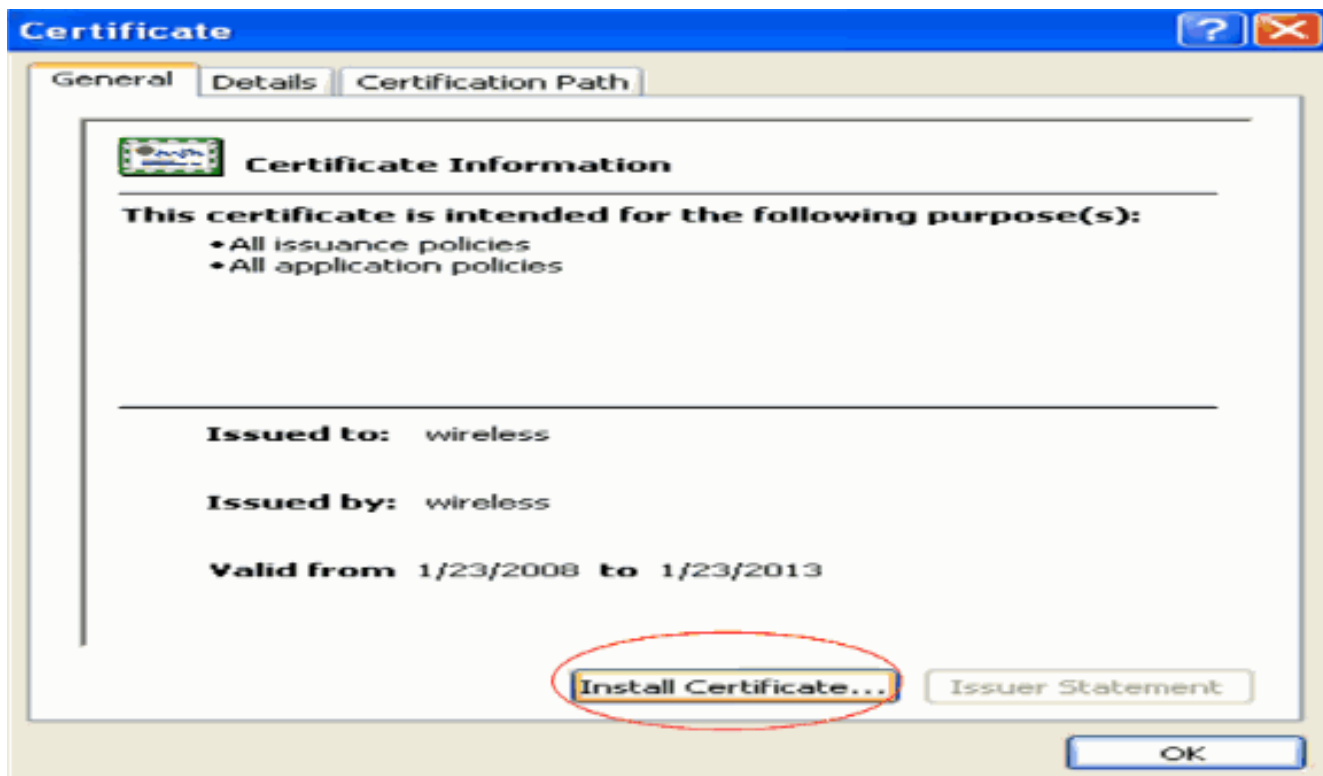 Certificate
General Details Certification Path
Certificate Information
This certificate is intended for the following purpose(s):
•All issuance policies
•All application policies
Issued to: wireless
Issued by: wireless
Valid from 1/23/2008 to 1/23/2013
Install Certificate... Issuer Statement
OK